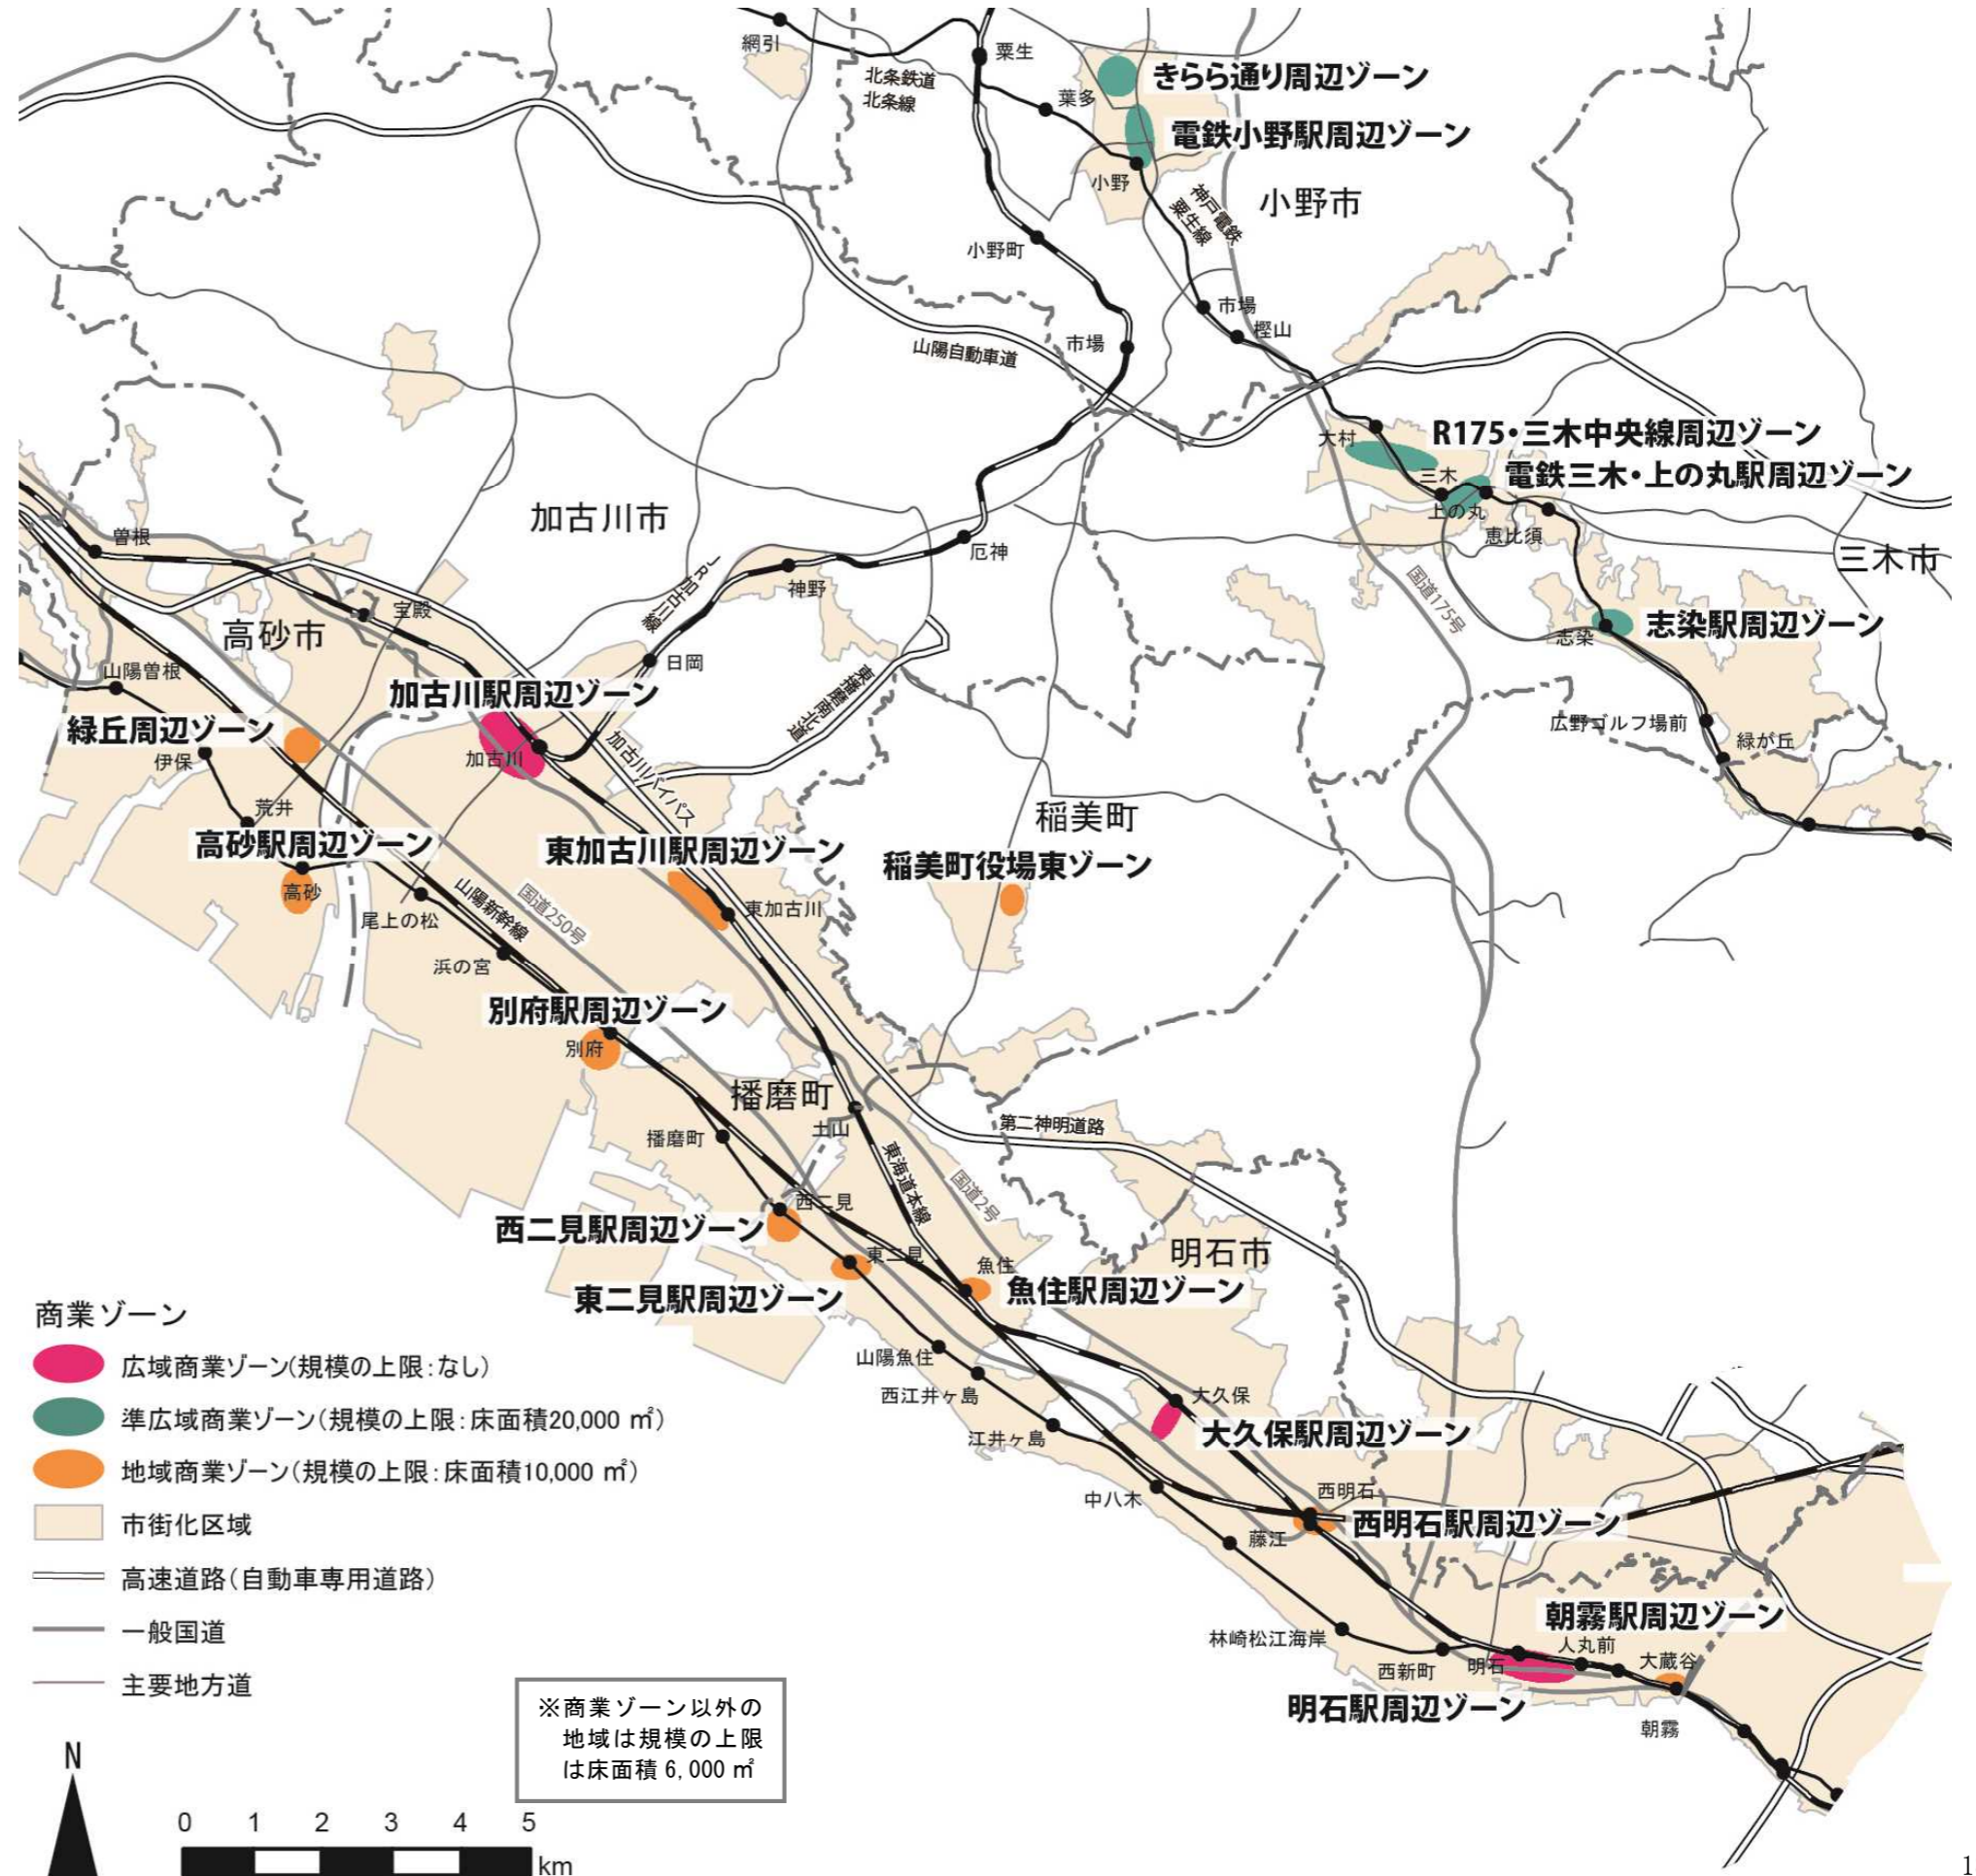 網引
粟生
北条鉄道
北条線
葉多
きらら通り周辺ゾーン
電鉄小野駅周辺ゾーン
小野
小野市
神戸電鉄
粟生線
小野町
市場
樫山
市場
山陽自動車道
大村
R175・三木中央線周辺ゾーン
三木
電鉄三木・上の丸駅周辺ゾーン
上の丸
恵比須
三木市
加古川市
曽根
厄神
神野
JR加古川線
国道175号
宝殿
高砂市
志染駅周辺ゾーン
志染
日岡
山陽曽根
加古川駅周辺ゾーン
東播磨南北道
緑丘周辺ゾーン
伊保
加古川
加古川バイパス
広野ゴルフ場前
緑が丘
荒井
稲美町
高砂駅周辺ゾーン
東加古川駅周辺ゾーン
稲美町役場東ゾーン
高砂
山陽新幹線
国道250号
東加古川
尾上の松
浜の宮
別府駅周辺ゾーン
別府
播磨町
土山
第二神明道路
播磨町
東海道本線
国道2号
西二見
西二見駅周辺ゾーン
東二見
魚住
明石市
東二見駅周辺ゾーン
魚住駅周辺ゾーン
山陽魚住
西江井ヶ島
大久保
江井ヶ島
大久保駅周辺ゾーン
中八木
西明石
西明石駅周辺ゾーン
藤江
朝霧駅周辺ゾーン
林崎松江海岸
人丸前
西新町
明石
大蔵谷
明石駅周辺ゾーン
朝霧
商業ゾーン
広域商業ゾーン(規模の上限:なし)
準広域商業ゾーン(規模の上限:床面積20,000 ㎡)
地域商業ゾーン(規模の上限:床面積10,000 ㎡)
市街化区域
高速道路(自動車専用道路)
一般国道
主要地方道
※商業ゾーン以外の
地域は規模の上限
は床面積 6,000 ㎡
N
0 1 2 3 4 5
km
1